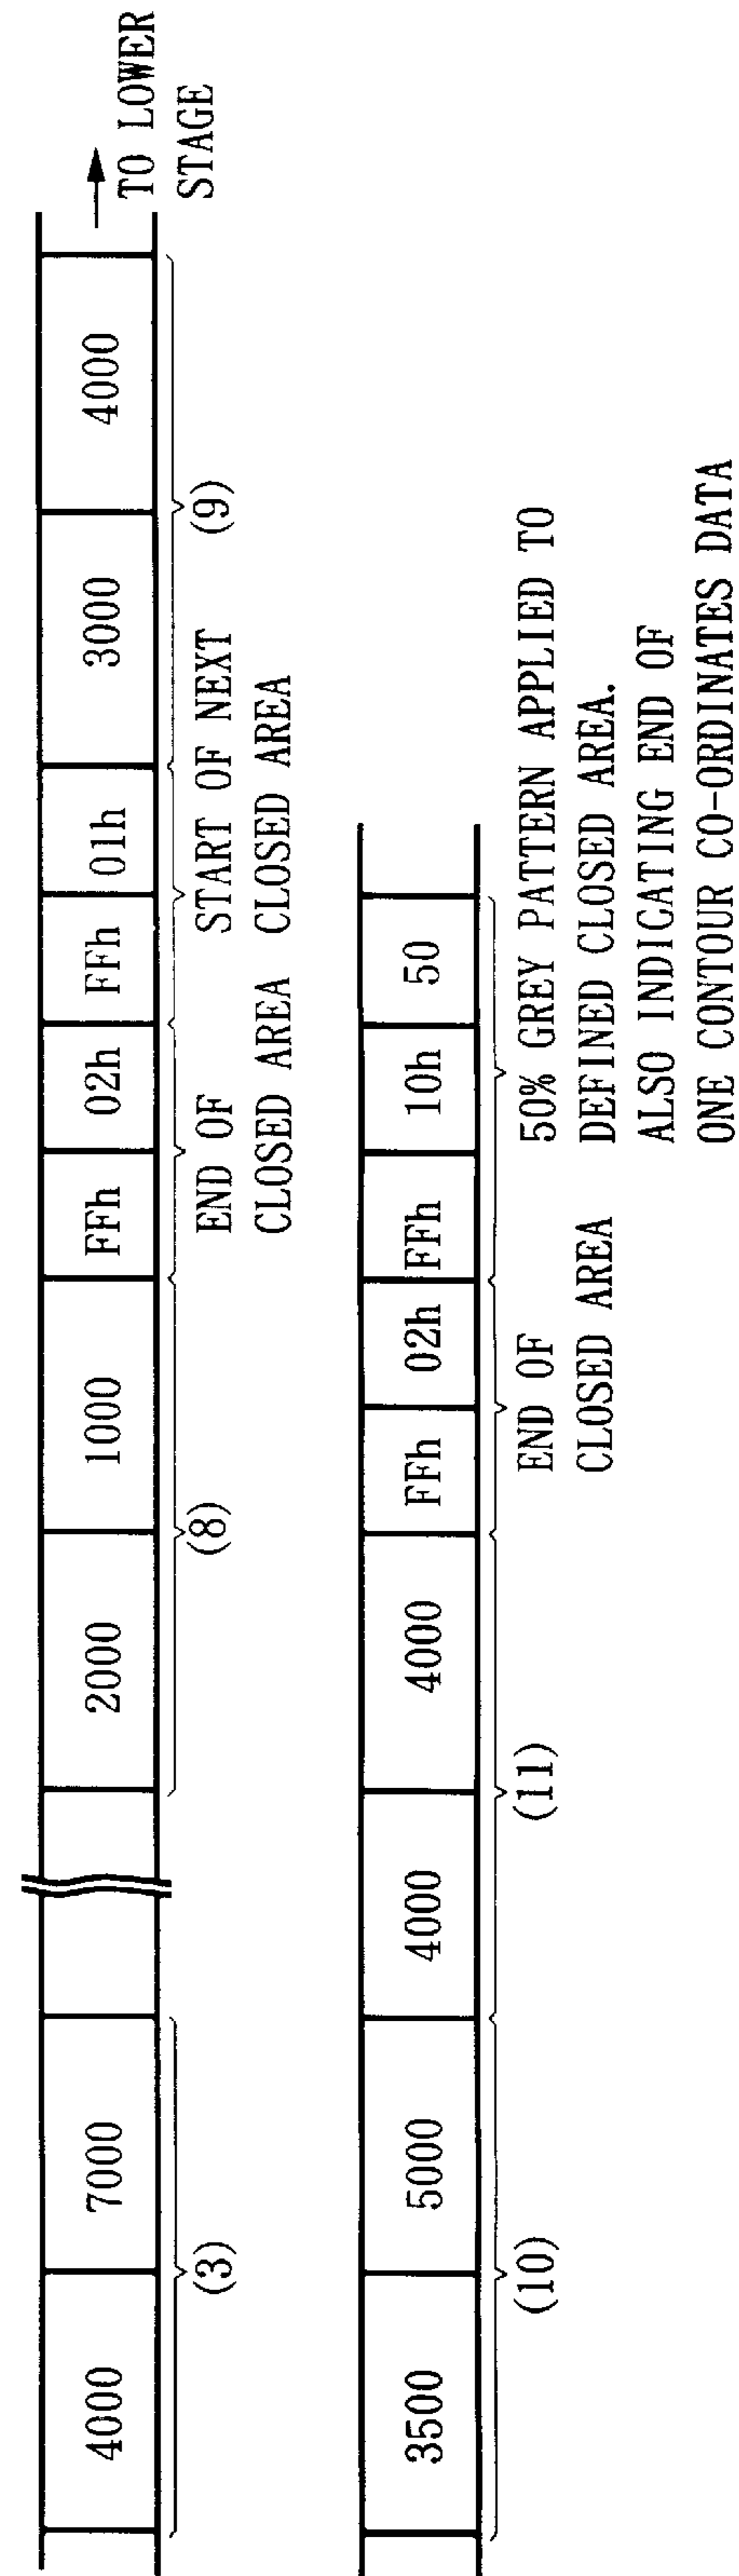 4000 7000 2000 1000 FFh 02h FFh 01h 3000 4000
TO LOWER
STAGE
(3) (8) (9)
END OF
CLOSED AREA
START OF NEXT
CLOSED AREA
3500 5000 4000 4000 FFh 02h FFh 10h 50
(10) (11)
END OF
CLOSED AREA
50% GREY PATTERN APPLIED TO
DEFINED CLOSED AREA.
ALSO INDICATING END OF
ONE CONTOUR CO-ORDINATES DATA